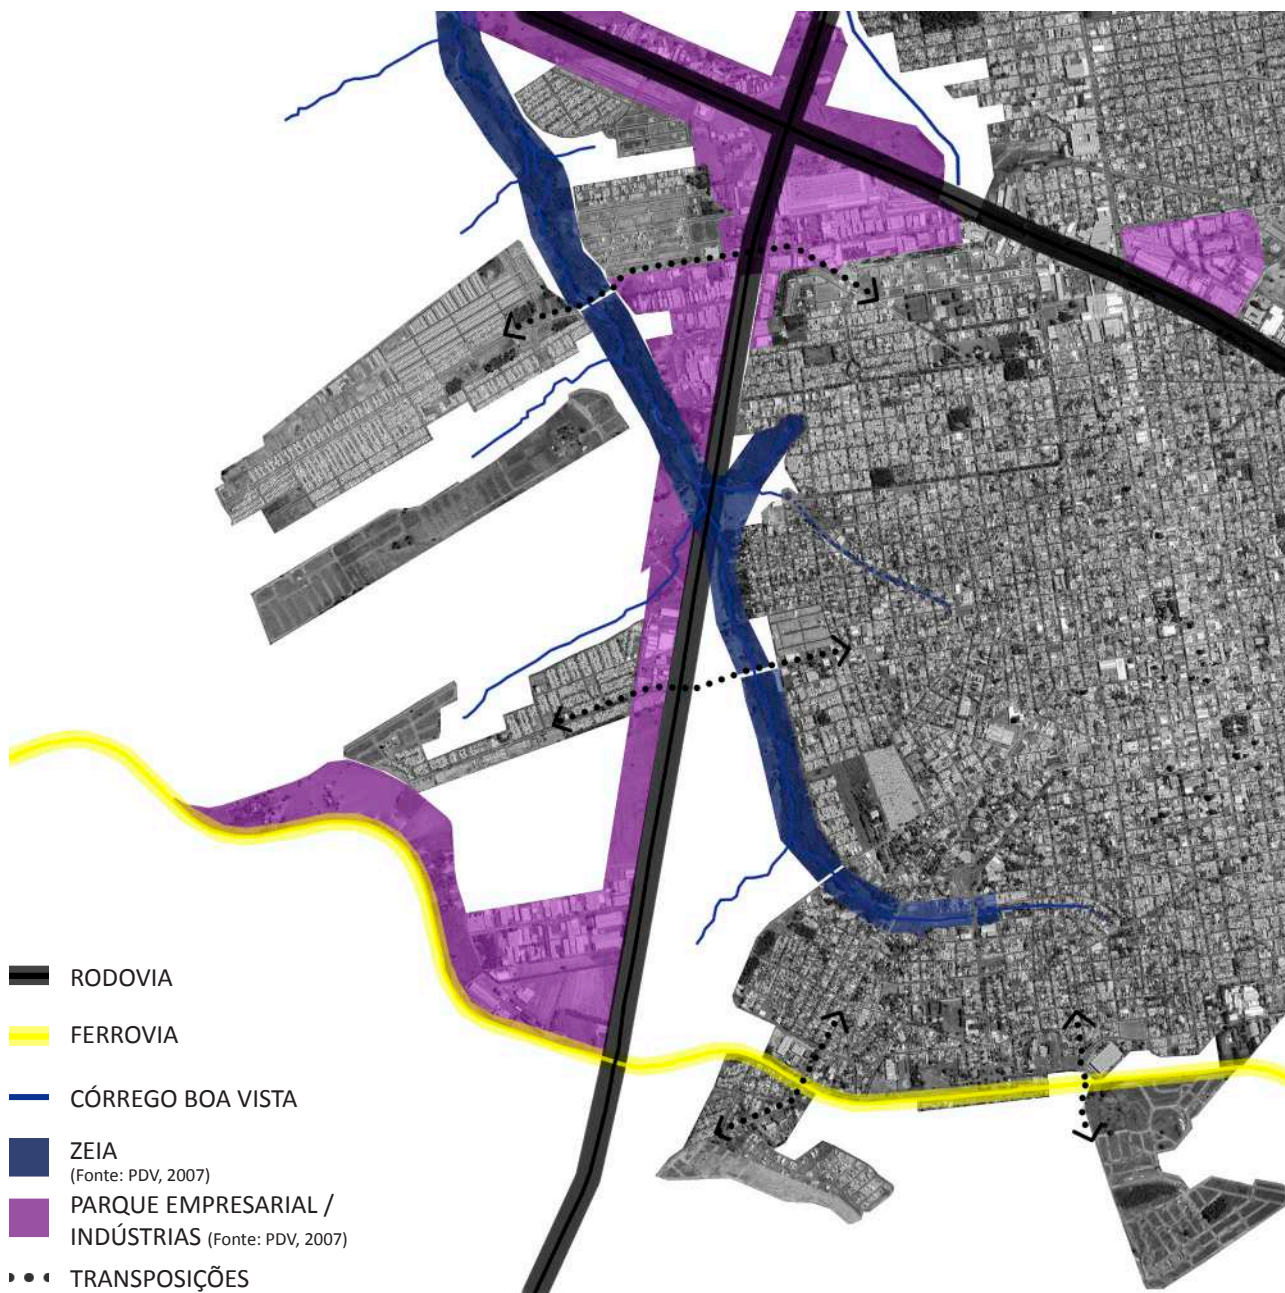 RODOVIA
FERROVIA
CÓRREGO BOA VISTA
ZEIA
(Fonte: PDV, 2007)
PARQUE EMPRESARIAL /
INDÚSTRIAS (Fonte: PDV, 2007)
TRANSPOSIÇÕES